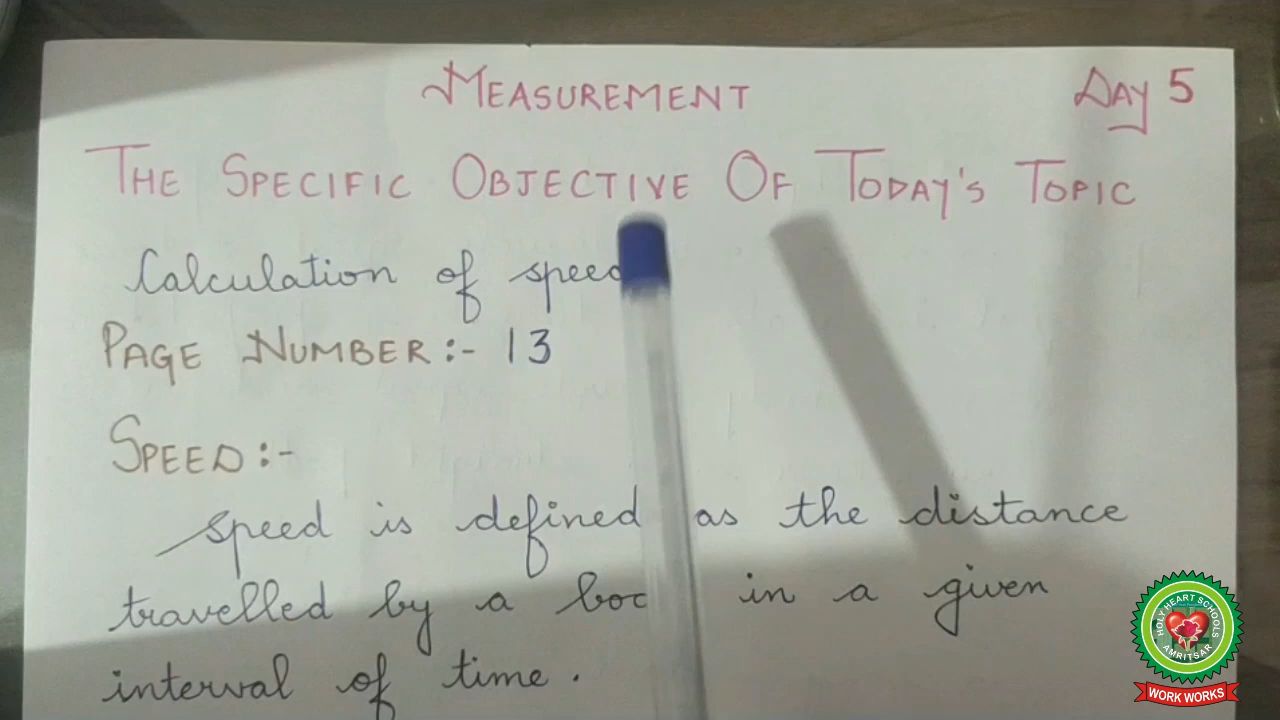 MEASUREMENT
DAY 5
THE SPECIFIC OBJECTIVE OF TODAY'S TOPIC
Calculation of speed
PAGE NUMBER:- 13
SPEED:-
speed is defined as the distance
travelled by a in a given
interval of time.
HOLY HEART SCHOOLS
AMRITSAR
WORK WORKS